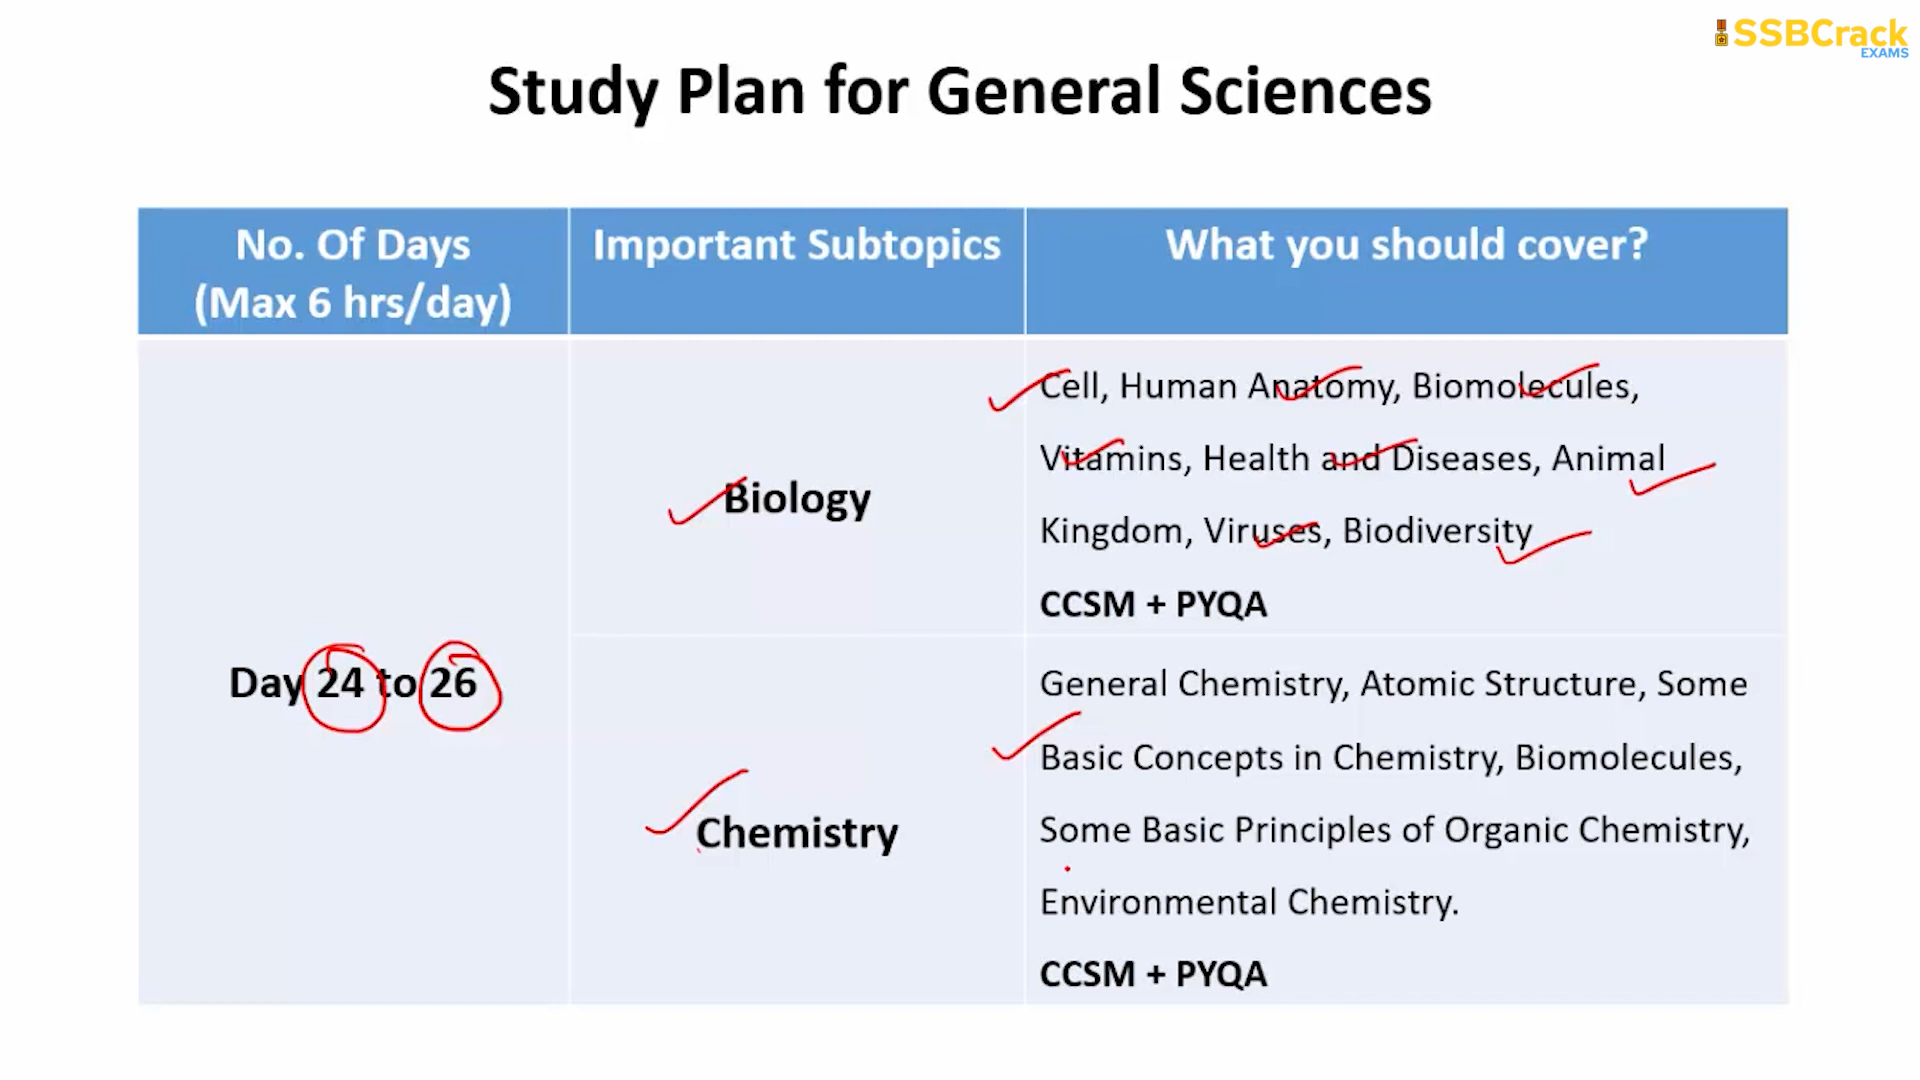 SSBCrack
EXAMS
Study Plan for General Sciences
No. Of Days
(Max 6 hrs/day)
Important Subtopics
What you should cover?
Day 24 to 26
Biology
Cell, Human Anatomy, Biomolecules,
Vitamins, Health and Diseases, Animal
Kingdom, Viruses, Biodiversity
CCSM + PYQA
Chemistry
General Chemistry, Atomic Structure, Some
Basic Concepts in Chemistry, Biomolecules,
Some Basic Principles of Organic Chemistry,
Environmental Chemistry.
CCSM + PYQA